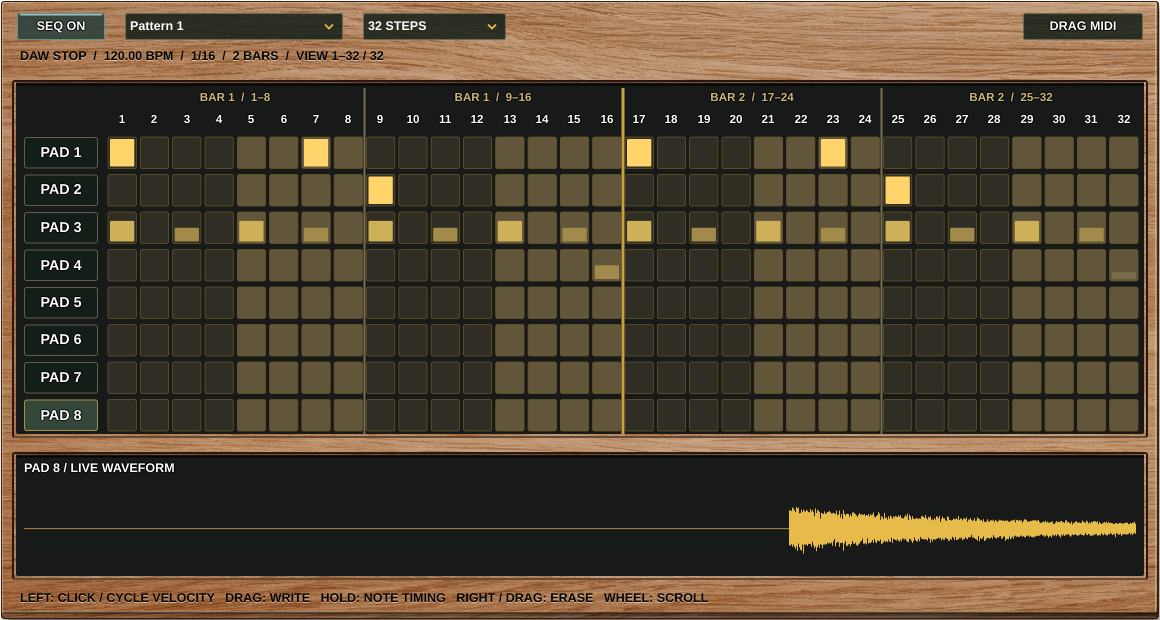 SEQ ON Pattern 1 32 STEPS DRAG MIDI
DAW STOP / 120.00 BPM / 1/16 / 2 BARS / VIEW 1–32 / 32
BAR 1 / 1–8 BAR 1 / 9–16 BAR 2 / 17–24 BAR 2 / 25–32
1 2 3 4 5 6 7 8 9 10 11 12 13 14 15 16 17 18 19 20 21 22 23 24 25 26 27 28 29 30 31 32
PAD 1
PAD 2
PAD 3
PAD 4
PAD 5
PAD 6
PAD 7
PAD 8
PAD 8 / LIVE WAVEFORM
LEFT: CLICK / CYCLE VELOCITY DRAG: WRITE HOLD: NOTE TIMING RIGHT / DRAG: ERASE WHEEL: SCROLL